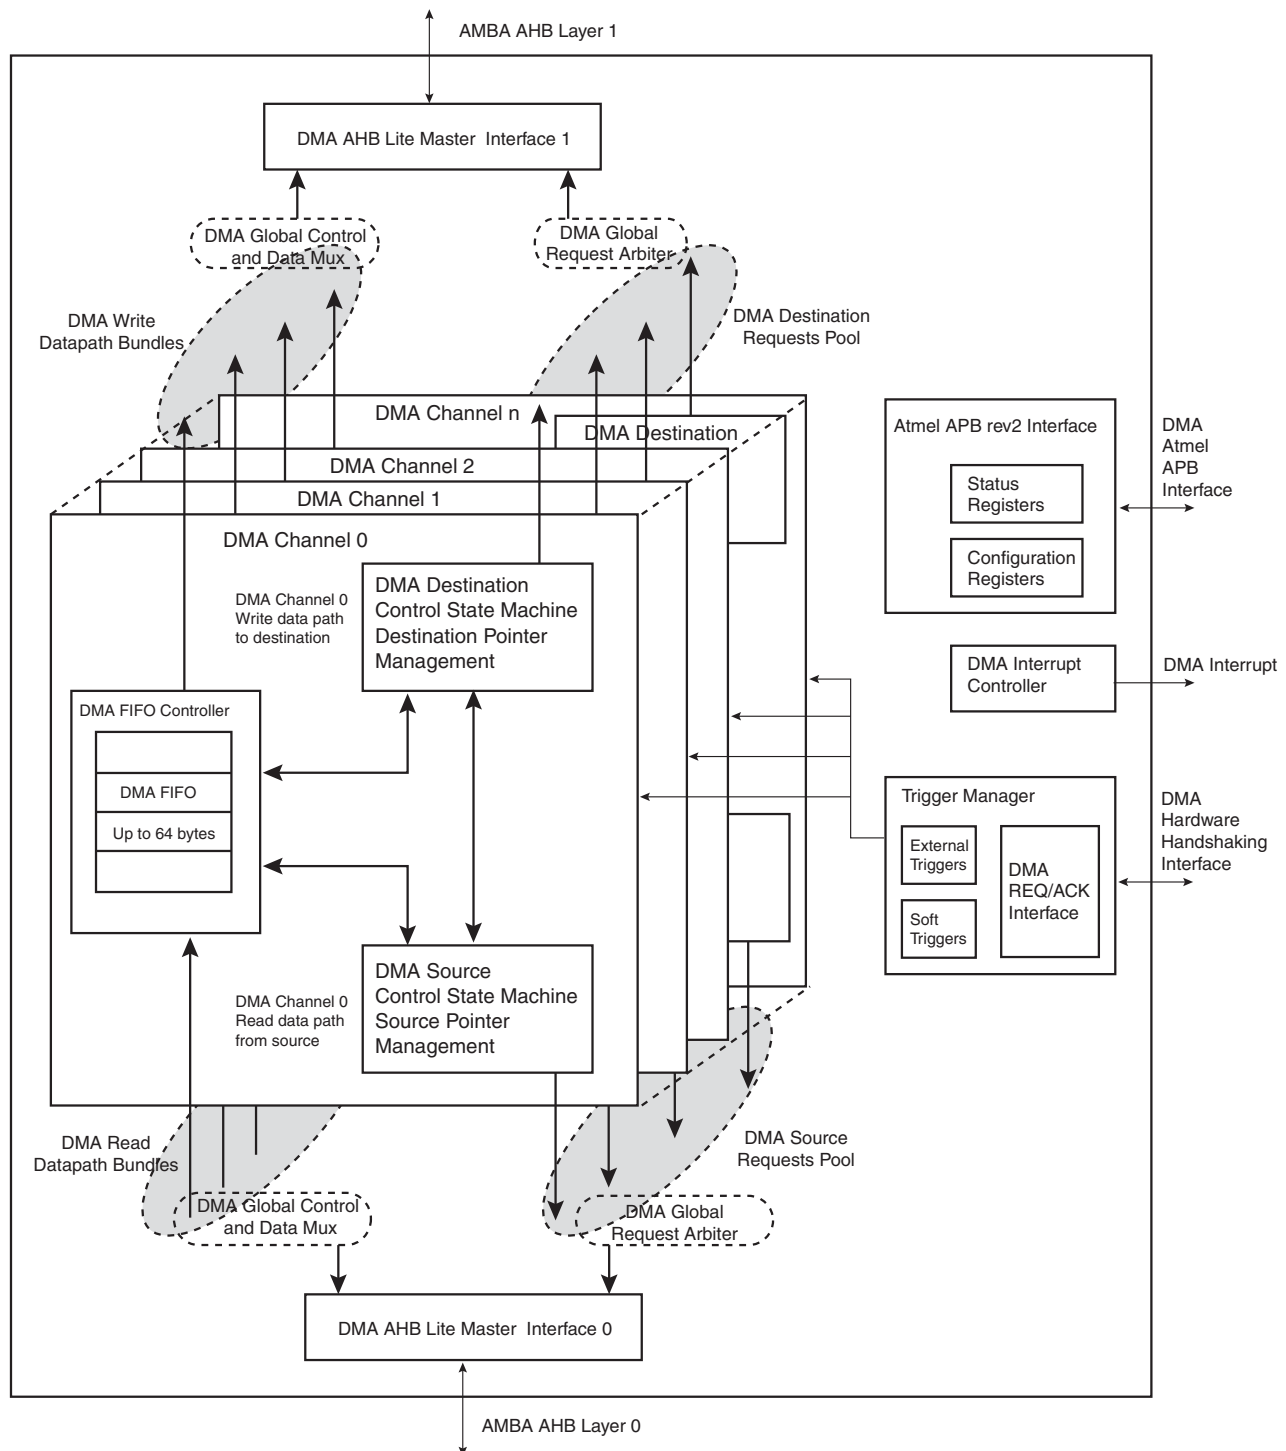 AMBA AHB Layer 1
DMA AHB Lite Master Interface 1
DMA Global Control
and Data Mux
DMA Global
Request Arbiter
DMA Write
Datapath Bundles
DMA Destination
Requests Pool
DMA Channel n
DMA Destination
DMA Channel 2
DMA Channel 1
DMA Channel 0
DMA Channel 0
Write data path
to destination
DMA Destination
Control State Machine
Destination Pointer
Management
DMA FIFO Controller
DMA FIFO
Up to 64 bytes
DMA Channel 0
Read data path
from source
DMA Source
Control State Machine
Source Pointer
Management
Atmel APB rev2 Interface
Status
Registers
Configuration
Registers
DMA
Atmel
APB
Interface
DMA Interrupt
Controller
DMA Interrupt
Trigger Manager
External
Triggers
Soft
Triggers
DMA
REQ/ACK
Interface
DMA
Hardware
Handshaking
Interface
DMA Read
Datapath Bundles
DMA Source
Requests Pool
DMA Global Control
and Data Mux
DMA Global
Request Arbiter
DMA AHB Lite Master Interface 0
AMBA AHB Layer 0